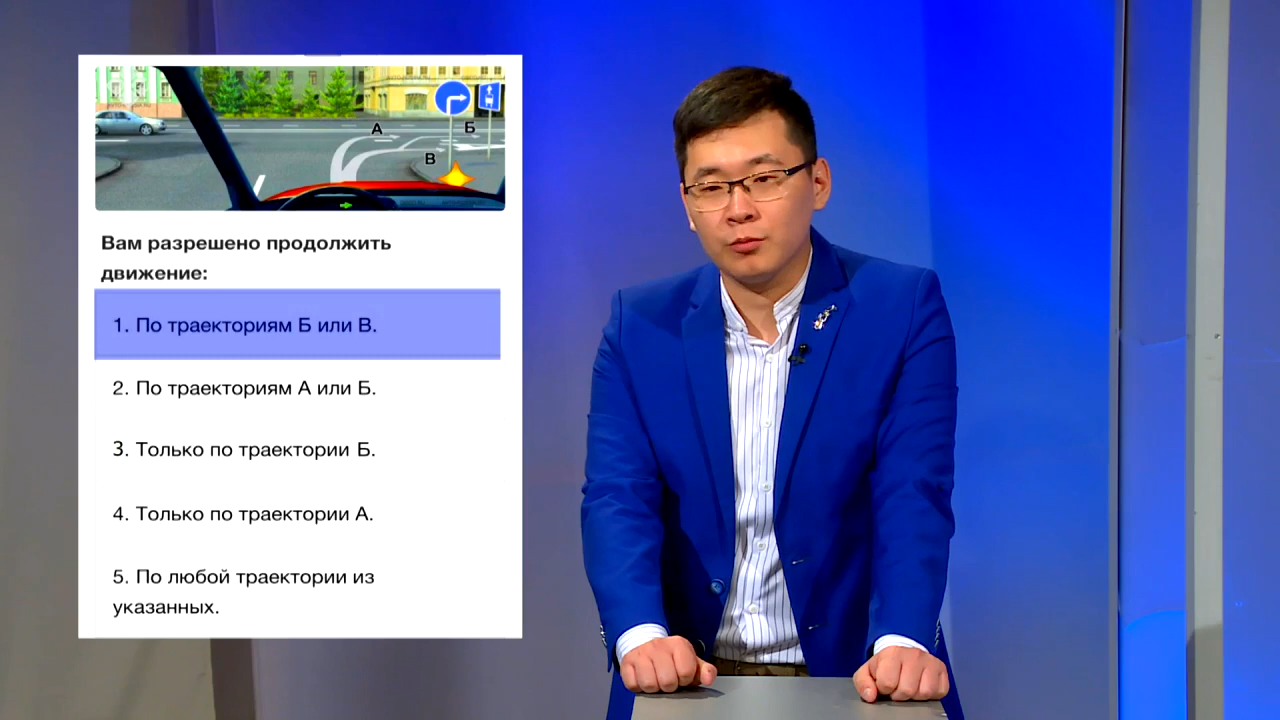 А
Б
В
Вам разрешено продолжить
движение:
1. По траекториям Б или В.
2. По траекториям А или Б.
3. Только по траектории Б.
4. Только по траектории А.
5. По любой траектории из
указанных.